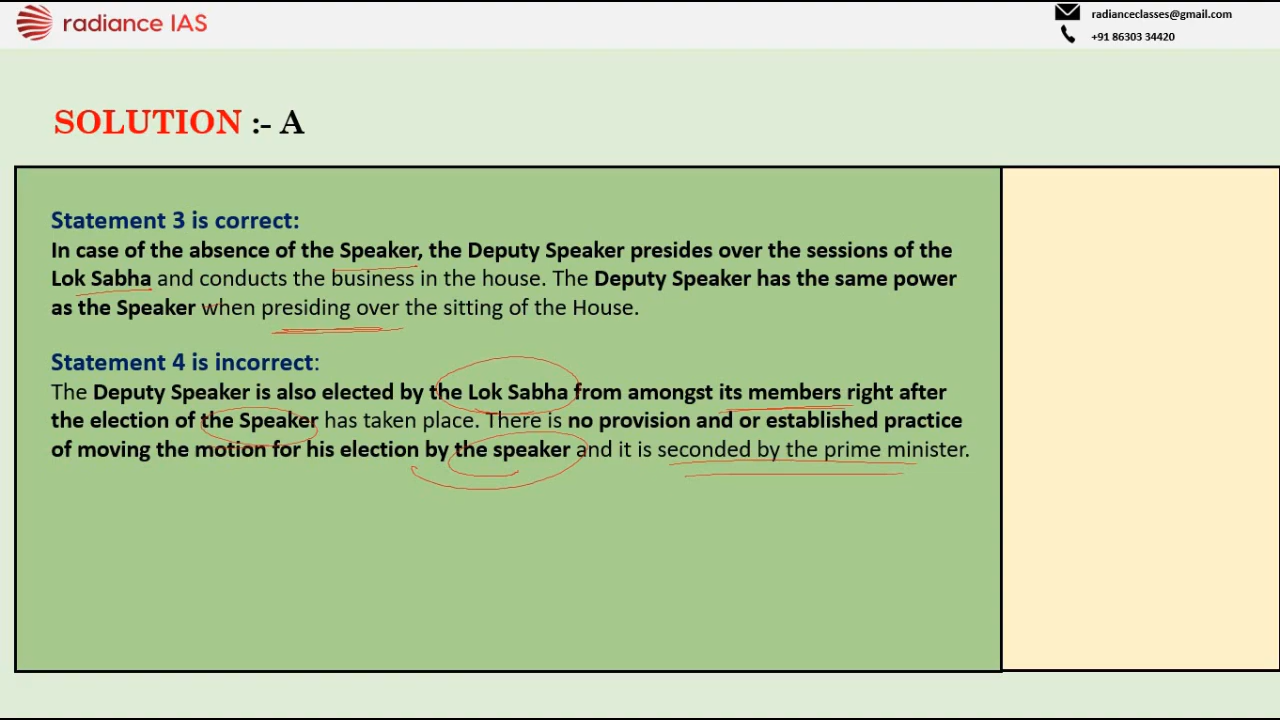 radiance IAS
radianceclasses@gmail.com
+91 86303 34420
SOLUTION :- A
Statement 3 is correct:
In case of the absence of the Speaker, the Deputy Speaker presides over the sessions of the
Lok Sabha and conducts the business in the house. The Deputy Speaker has the same power
as the Speaker when presiding over the sitting of the House.
Statement 4 is incorrect:
The Deputy Speaker is also elected by the Lok Sabha from amongst its members right after
the election of the Speaker has taken place. There is no provision and or established practice
of moving the motion for his election by the speaker and it is seconded by the prime minister.